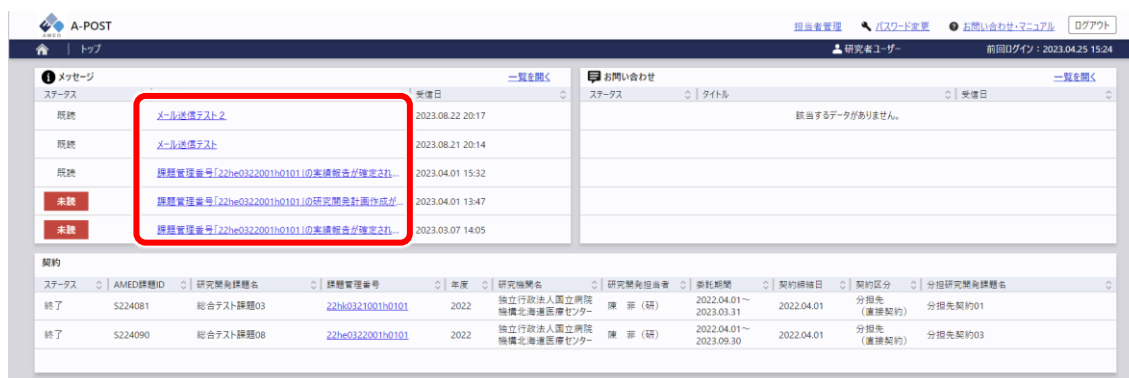 AMED A-POST 担当者管理 パスワード変更 お問い合わせ・マニュアル ログアウト
トップ 研究者ユーザー 前回ログイン：2023.04.25 15:24
メッセージ 一覧を開く
ステータス 受信日
既読 メール送信テスト２ 2023.08.22 20:17
既読 メール送信テスト 2023.08.21 20:14
既読 課題管理番号「22he0322001h0101」の実績報告が確定され... 2023.04.01 15:32
未読 課題管理番号「22he0322001h0101」の研究開発計画作成が... 2023.04.01 13:47
未読 課題管理番号「22he0322001h0101」の実績報告が確定され... 2023.03.07 14:05
お問い合わせ 一覧を開く
ステータス タイトル 受信日
該当するデータがありません。
契約
ステータス AMED課題ID 研究開発課題名 課題管理番号 年度 研究機関名 研究開発担当者 委託期間 契約締結日 契約区分 分担研究開発課題名
終了 S224081 総合テスト課題03 22hk0321001h0101 2022 独立行政法人国立病院機構北海道医療センター 陳　菲（研） 2022.04.01～2023.03.31 2022.04.01 分担先（直接契約） 分担先契約01
終了 S224090 総合テスト課題08 22he0322001h0101 2022 独立行政法人国立病院機構北海道医療センター 陳　菲（研） 2022.04.01～2023.09.30 2022.04.01 分担先（直接契約） 分担先契約03